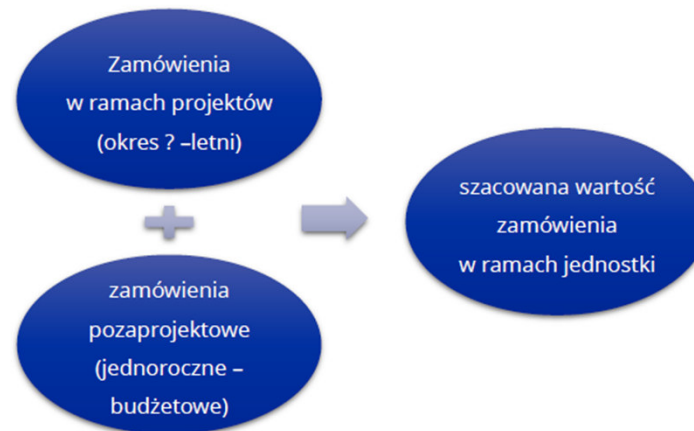 Zamówienia
w ramach projektów
(okres ? –letni)
zamówienia
pozaprojektowe
(jednoroczne –
budżetowe)
szacowana wartość
zamówienia
w ramach jednostki